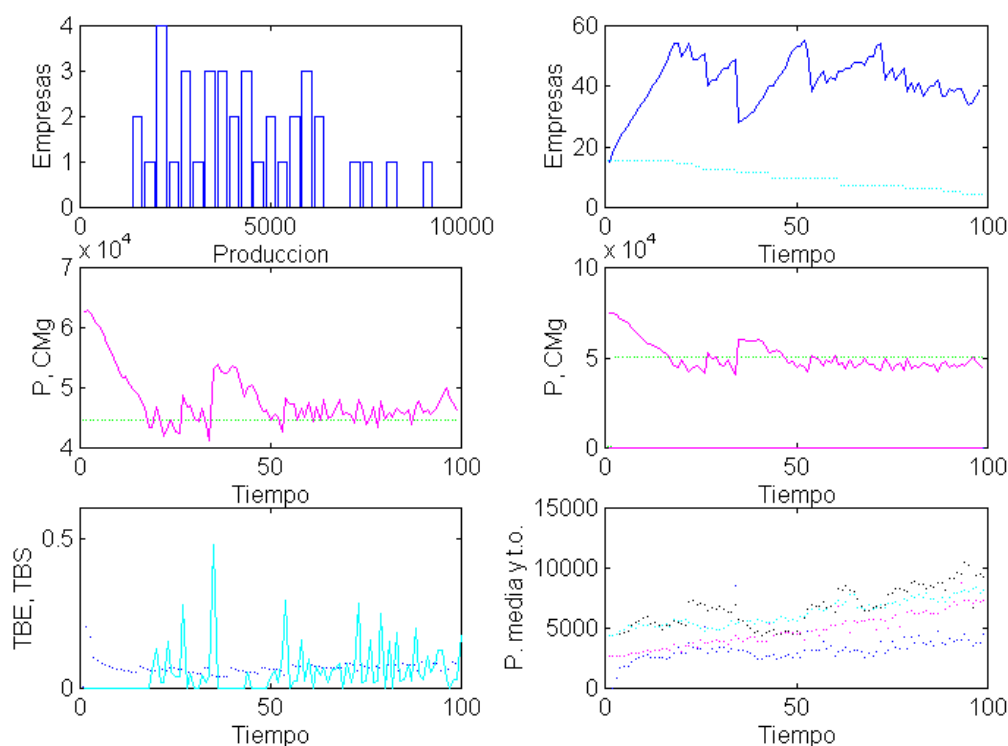 4
3
2
1
0
Empresas
0
5000
10000
Produccion
60
40
20
0
Empresas
0
50
100
Tiempo
x 10^4
7
6
5
4
P, CMg
0
50
100
Tiempo
x 10^4
10
5
0
P, CMg
0
50
100
Tiempo
0.5
0
TBE, TBS
0
50
100
Tiempo
15000
10000
5000
0
P. media y t.o.
0
50
100
Tiempo